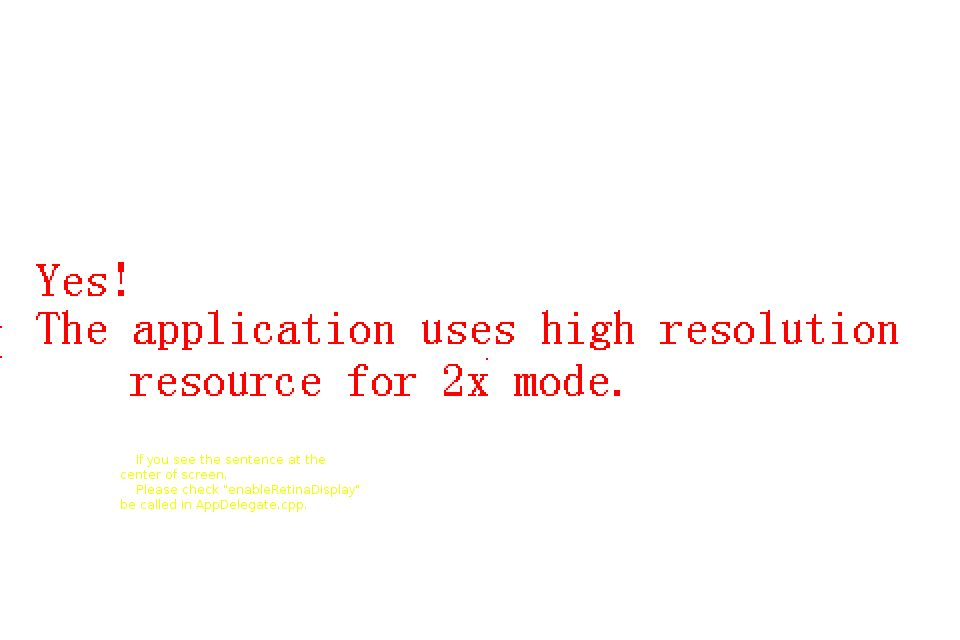 Yes!
The application uses high resolution
resource for 2x mode.
If you see the sentence at the
center of screen.
Please check "enableRetinaDisplay"
be called in AppDelegate.cpp.